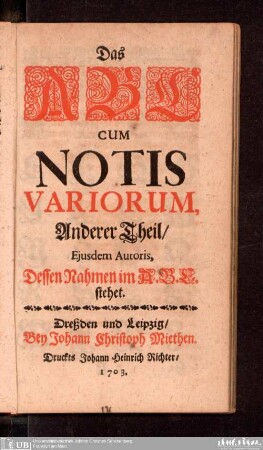 Das
ABC
CUM
NOTIS
VARIORUM,
Anderer Theil/
Ejusdem Autoris,
Dessen Nahmen im A.B.C.
stehet.
Dreßden und Leipzig/
Bey Johann Christoph Miethen.
Druckts Johann Heinrich Richter/
1703.
UB